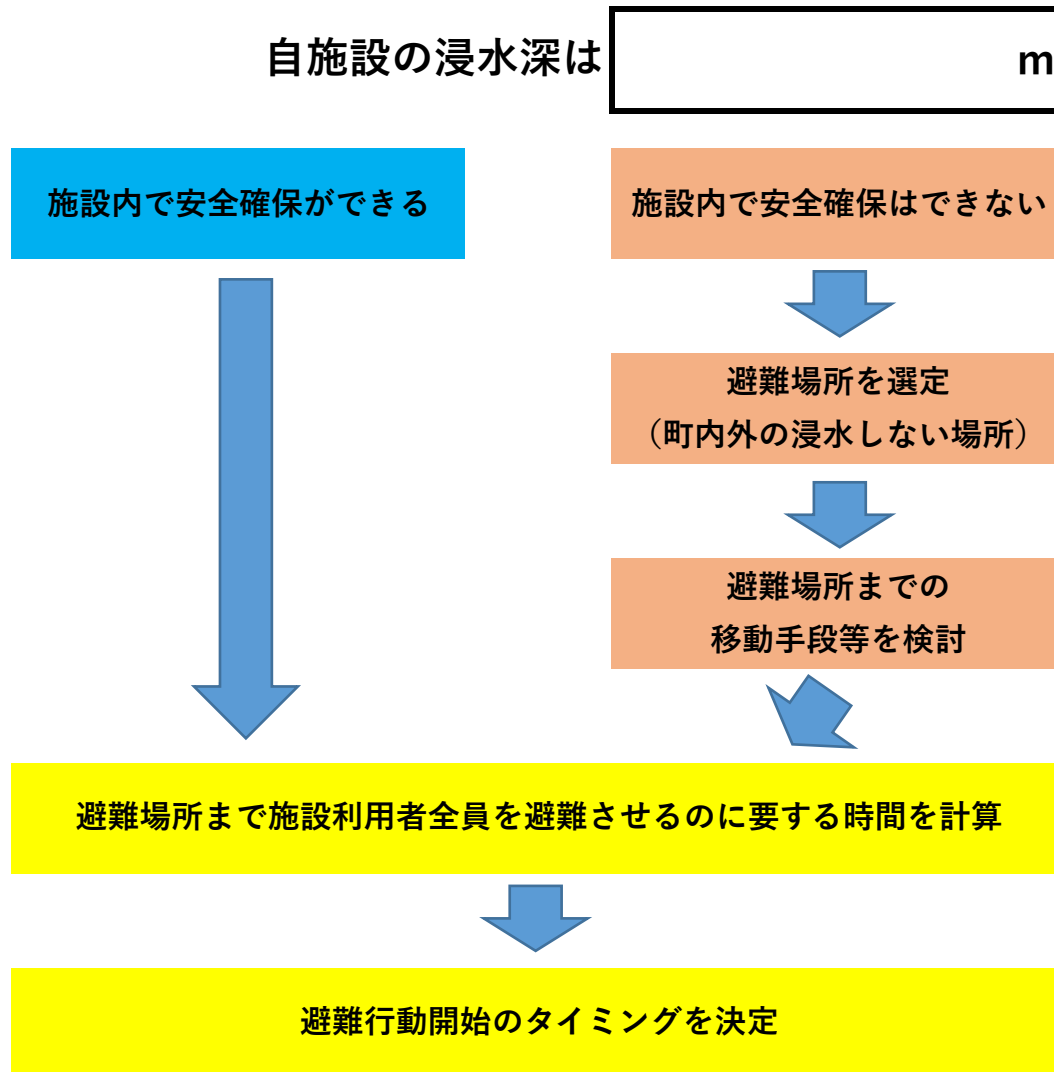 自施設の浸水深は m
施設内で安全確保ができる
施設内で安全確保はできない
避難場所を選定
（町内外の浸水しない場所）
避難場所までの
移動手段等を検討
避難場所まで施設利用者全員を避難させるのに要する時間を計算
避難行動開始のタイミングを決定